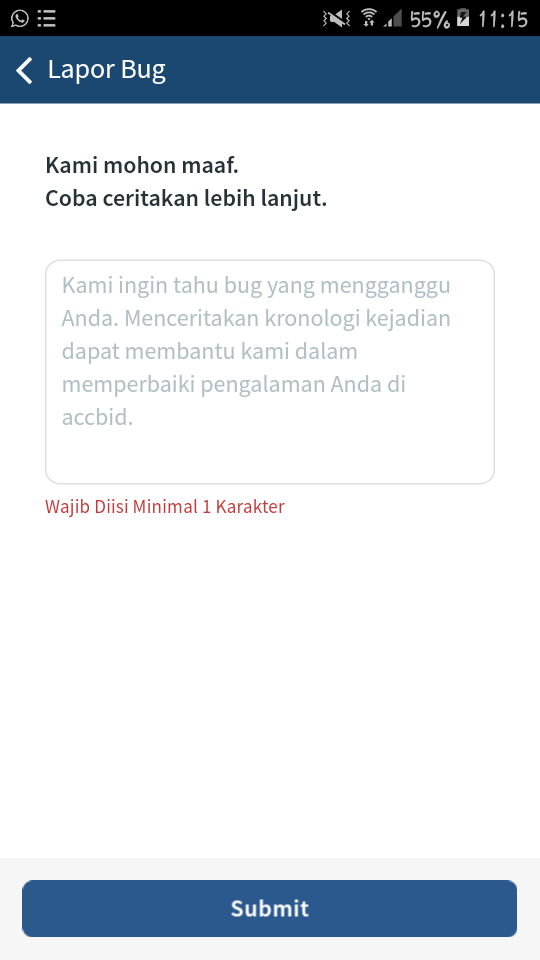 55% 11:15
Lapor Bug
Kami mohon maaf.
Coba ceritakan lebih lanjut.
Kami ingin tahu bug yang mengganggu
Anda. Menceritakan kronologi kejadian
dapat membantu kami dalam
memperbaiki pengalaman Anda di
accbid.
Wajib Diisi Minimal 1 Karakter
Submit